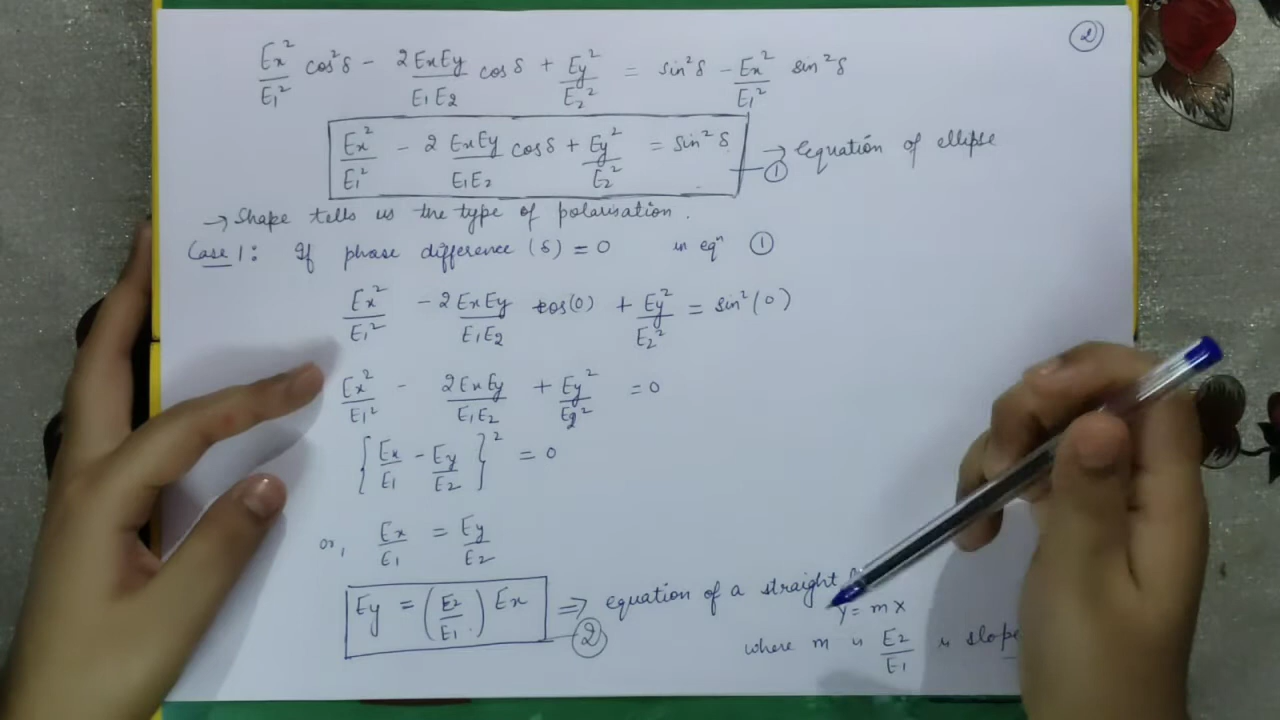 ②
Ex²/E₁² cos²δ - 2ExEy/E₁E₂ cosδ + Ey²/E₂² = sin²δ - Ex²/E₁² sin²δ
Ex²/E₁² - 2 ExEy/E₁E₂ cosδ + Ey²/E₂² = sin²δ ① → Equation of ellipse
→ Shape tells us the type of polarisation.
Case 1: If phase difference (δ) = 0 in eqⁿ ①
Ex²/E₁² - 2ExEy/E₁E₂ cos(0) + Ey²/E₂² = sin²(0)
Ex²/E₁² - 2ExEy/E₁E₂ + Ey²/E₂² = 0
{Ex/E₁ - Ey/E₂}² = 0
or, Ex/E₁ = Ey/E₂
Ey = (E₂/E₁) Ex ② ⇒ equation of a straight
y = mx
where m is E₂/E₁ is slope